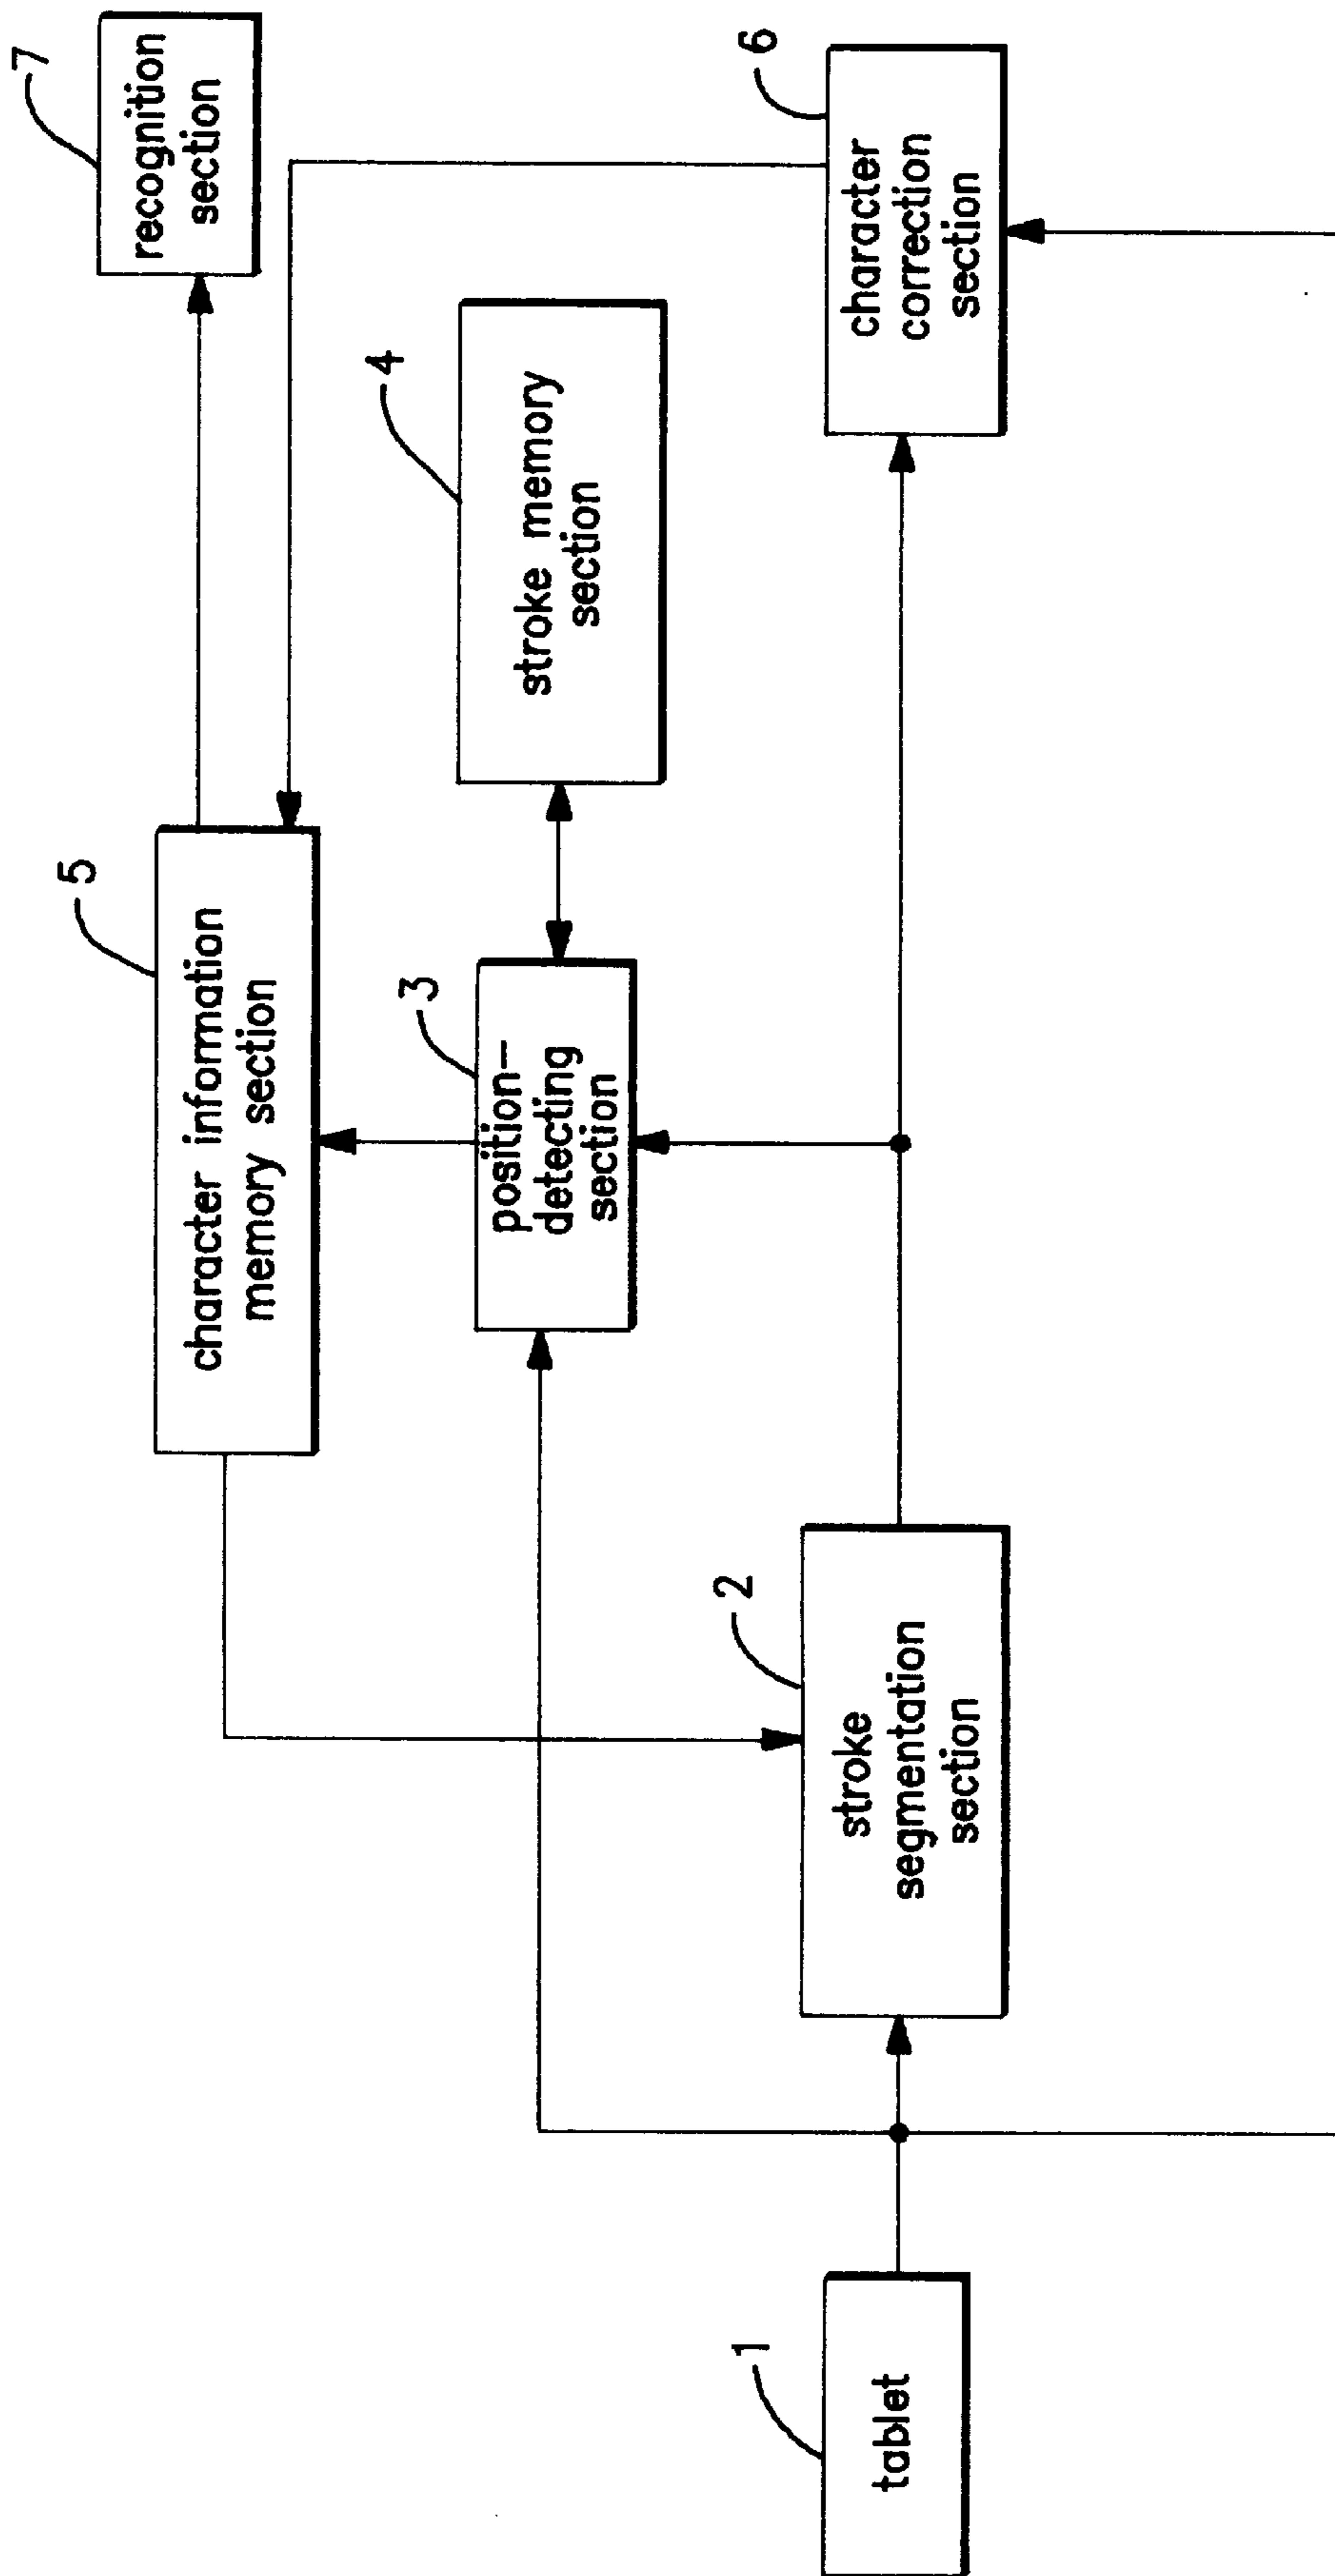 1
tablet
2
stroke
segmentation
section
3
position-
detecting
section
4
stroke memory
section
5
character information
memory section
6
character
correction
section
7
recognition
section